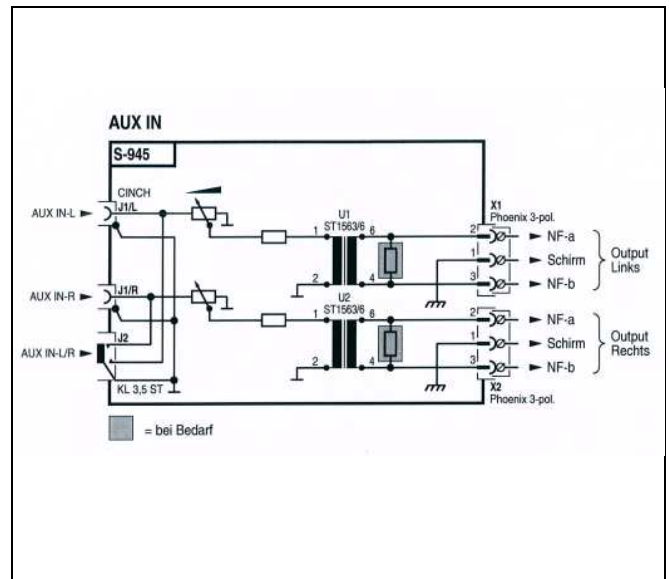 AUX IN
S-945
CINCH
J1/L
AUX IN-L
U1
ST1563/6
1
6
2
4
X1
Phoenix 3-pol.
2
NF-a
1
Schirm
3
NF-b
Output
Links
J1/R
AUX IN-R
U2
ST1563/6
1
6
2
4
2
NF-a
1
Schirm
3
NF-b
Output
Rechts
X2
Phoenix 3-pol.
J2
AUX IN-L/R
KL 3,5 ST
= bei Bedarf